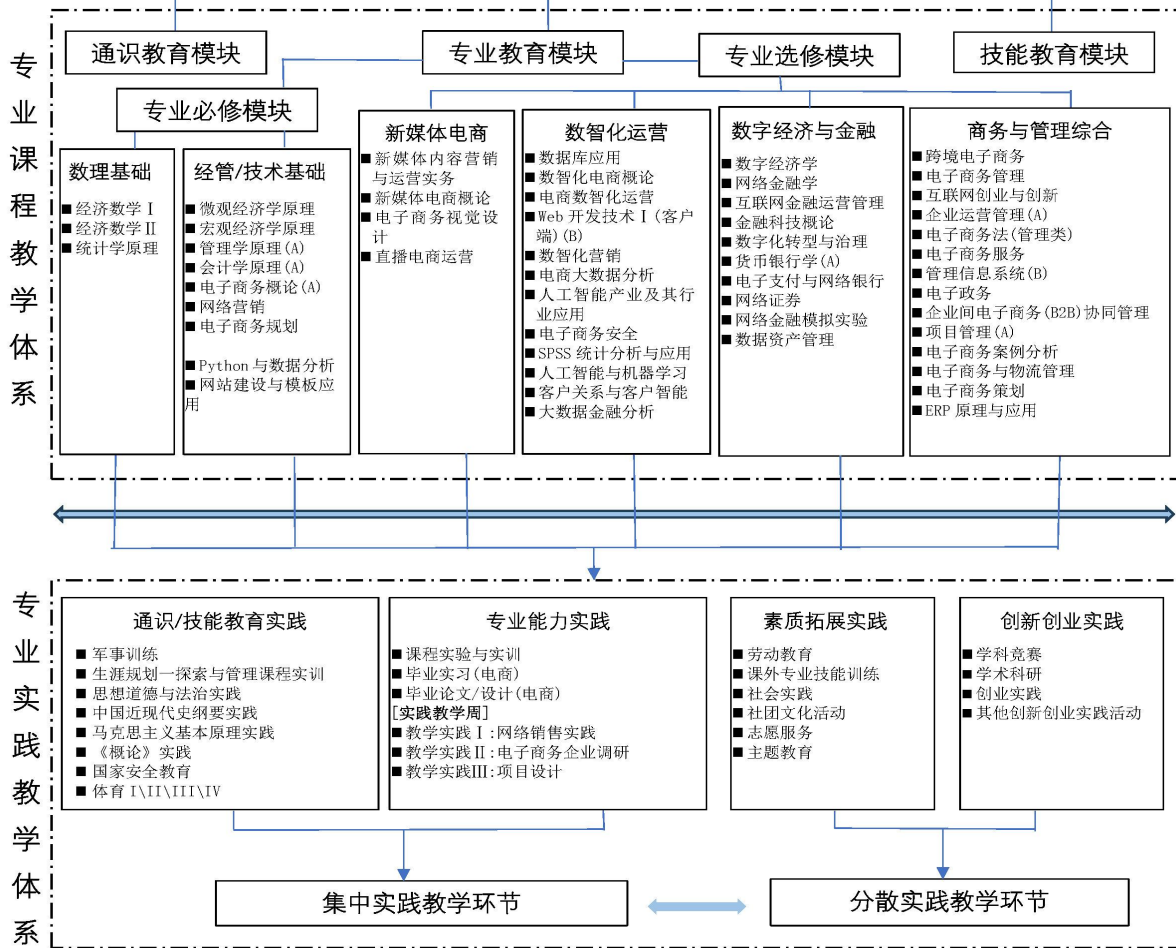 专业课程教学体系
通识教育模块
专业教育模块
专业选修模块
技能教育模块
专业必修模块
数理基础
■ 经济数学Ⅰ
■ 经济数学Ⅱ
■ 统计学原理
经管/技术基础
■ 微观经济学原理
■ 宏观经济学原理
■ 管理学原理(A)
■ 会计学原理(A)
■ 电子商务概论(A)
■ 网络营销
■ 电子商务规划
■ Python 与数据分析
■ 网站建设与模板应
用
新媒体电商
■ 新媒体内容营销
与运营实务
■ 新媒体电商概论
■ 电子商务视觉设
计
■ 直播电商运营
数智化运营
■ 数据库应用
■ 数智化电商概论
■ 电商数智化运营
■ Web 开发技术Ⅰ(客户
端)(B)
■ 数智化营销
■ 电商大数据分析
■ 人工智能产业及其行
业应用
■ 电子商务安全
■ SPSS 统计分析与应用
■ 人工智能与机器学习
■ 客户关系与客户智能
■ 大数据金融分析
数字经济与金融
■ 数字经济学
■ 网络金融学
■ 互联网金融运营管理
■ 金融科技概论
■ 数字化转型与治理
■ 货币银行学(A)
■ 电子支付与网络银行
■ 网络证券
■ 网络金融模拟实验
■ 数据资产管理
商务与管理综合
■ 跨境电子商务
■ 电子商务管理
■ 互联网创业与创新
■ 企业运营管理(A)
■ 电子商务法(管理类)
■ 电子商务服务
■ 管理信息系统(B)
■ 电子政务
■ 企业间电子商务(B2B)协同管理
■ 项目管理(A)
■ 电子商务案例分析
■ 电子商务与物流管理
■ 电子商务策划
■ ERP 原理与应用
专业实践教学体系
通识/技能教育实践
■ 军事训练
■ 生涯规划—探索与管理课程实训
■ 思想道德与法治实践
■ 中国近现代史纲要实践
■ 马克思主义基本原理实践
■ 《概论》实践
■ 国家安全教育
■ 体育 I\II\III\IV
专业能力实践
■ 课程实验与实训
■ 毕业实习(电商)
■ 毕业论文/设计(电商)
[实践教学周]
■ 教学实践Ⅰ:网络销售实践
■ 教学实践Ⅱ:电子商务企业调研
■ 教学实践Ⅲ:项目设计
素质拓展实践
■ 劳动教育
■ 课外专业技能训练
■ 社会实践
■ 社团文化活动
■ 志愿服务
■ 主题教育
创新创业实践
■ 学科竞赛
■ 学术科研
■ 创业实践
■ 其他创新创业实践活动
集中实践教学环节
分散实践教学环节